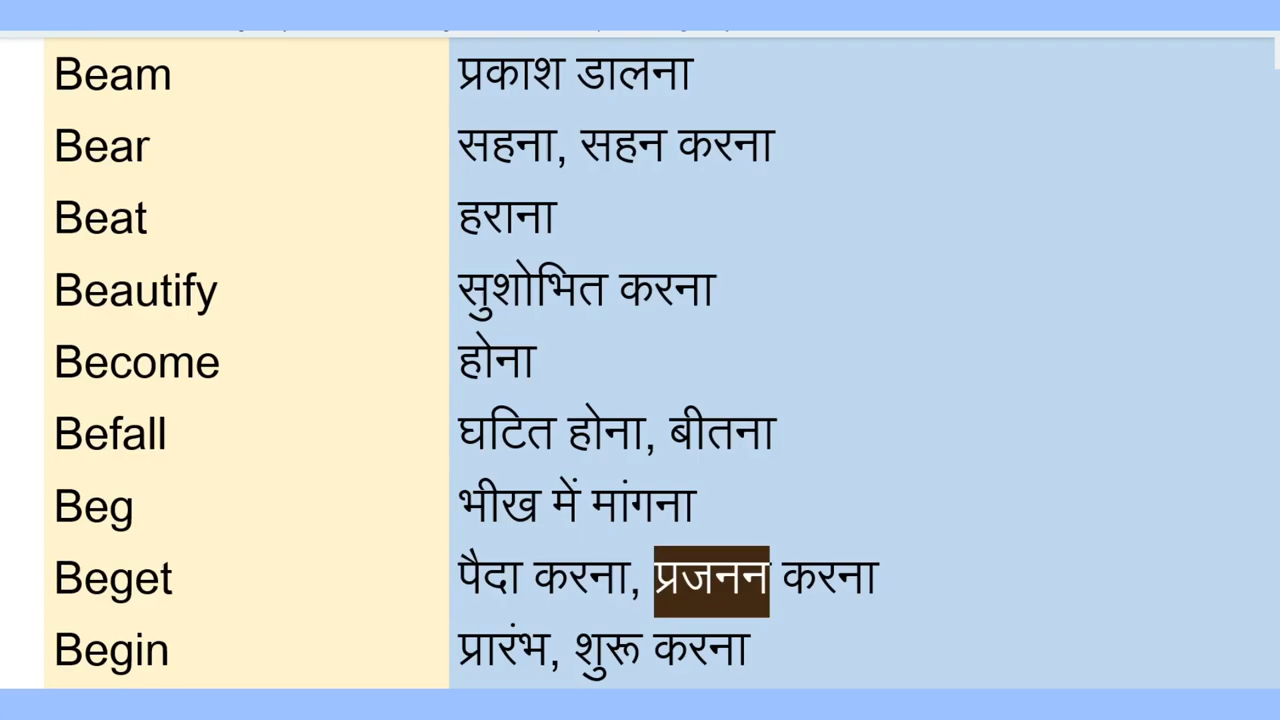 Beam प्रकाश डालना
Bear सहना, सहन करना
Beat हराना
Beautify सुशोभित करना
Become होना
Befall घटित होना, बीतना
Beg भीख में मांगना
Beget पैदा करना, प्रजनन करना
Begin प्रारंभ, शुरू करना